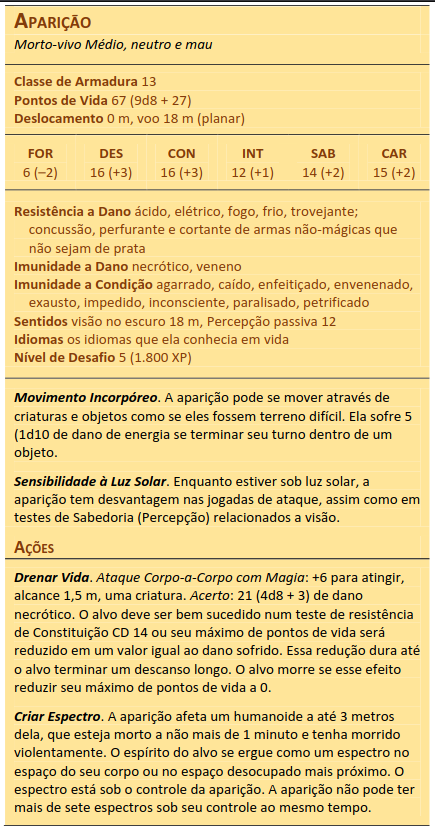 APARIÇÃO
Morto-vivo Médio, neutro e mau
Classe de Armadura 13
Pontos de Vida 67 (9d8 + 27)
Deslocamento 0 m, voo 18 m (planar)
FOR DES CON INT SAB CAR
6 (–2) 16 (+3) 16 (+3) 12 (+1) 14 (+2) 15 (+2)
Resistência a Dano ácido, elétrico, fogo, frio, trovejante;
concussão, perfurante e cortante de armas não-mágicas que
não sejam de prata
Imunidade a Dano necrótico, veneno
Imunidade a Condição agarrado, caído, enfeitiçado, envenenado,
exausto, impedido, inconsciente, paralisado, petrificado
Sentidos visão no escuro 18 m, Percepção passiva 12
Idiomas os idiomas que ela conhecia em vida
Nível de Desafio 5 (1.800 XP)
Movimento Incorpóreo. A aparição pode se mover através de
criaturas e objetos como se eles fossem terreno difícil. Ela sofre 5
(1d10 de dano de energia se terminar seu turno dentro de um
objeto.
Sensibilidade à Luz Solar. Enquanto estiver sob luz solar, a
aparição tem desvantagem nas jogadas de ataque, assim como em
testes de Sabedoria (Percepção) relacionados a visão.
AÇÕES
Drenar Vida. Ataque Corpo-a-Corpo com Magia: +6 para atingir,
alcance 1,5 m, uma criatura. Acerto: 21 (4d8 + 3) de dano
necrótico. O alvo deve ser bem sucedido num teste de resistência
de Constituição CD 14 ou seu máximo de pontos de vida será
reduzido em um valor igual ao dano sofrido. Essa redução dura até
o alvo terminar um descanso longo. O alvo morre se esse efeito
reduzir seu máximo de pontos de vida a 0.
Criar Espectro. A aparição afeta um humanoide a até 3 metros
dela, que esteja morto a não mais de 1 minuto e tenha morrido
violentamente. O espírito do alvo se ergue como um espectro no
espaço do seu corpo ou no espaço desocupado mais próximo. O
espectro está sob o controle da aparição. A aparição não pode ter
mais de sete espectros sob seu controle ao mesmo tempo.